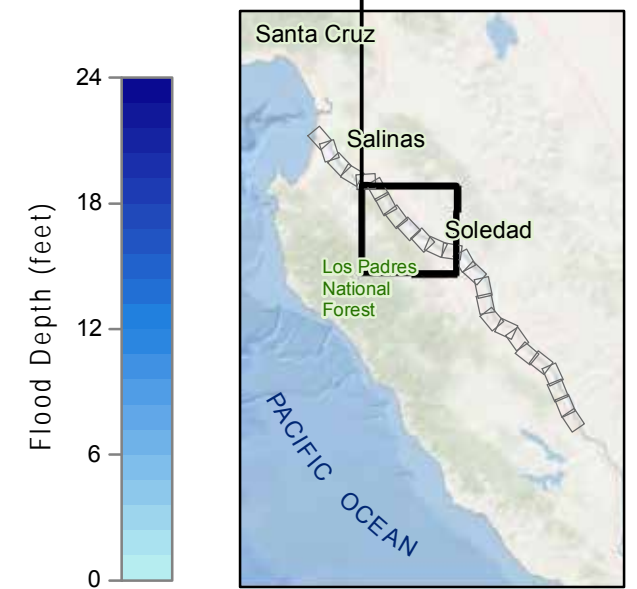 Flood Depth (feet)
24
18
12
6
0
Santa Cruz
Salinas
Soledad
Los Padres
National
Forest
PACIFIC OCEAN